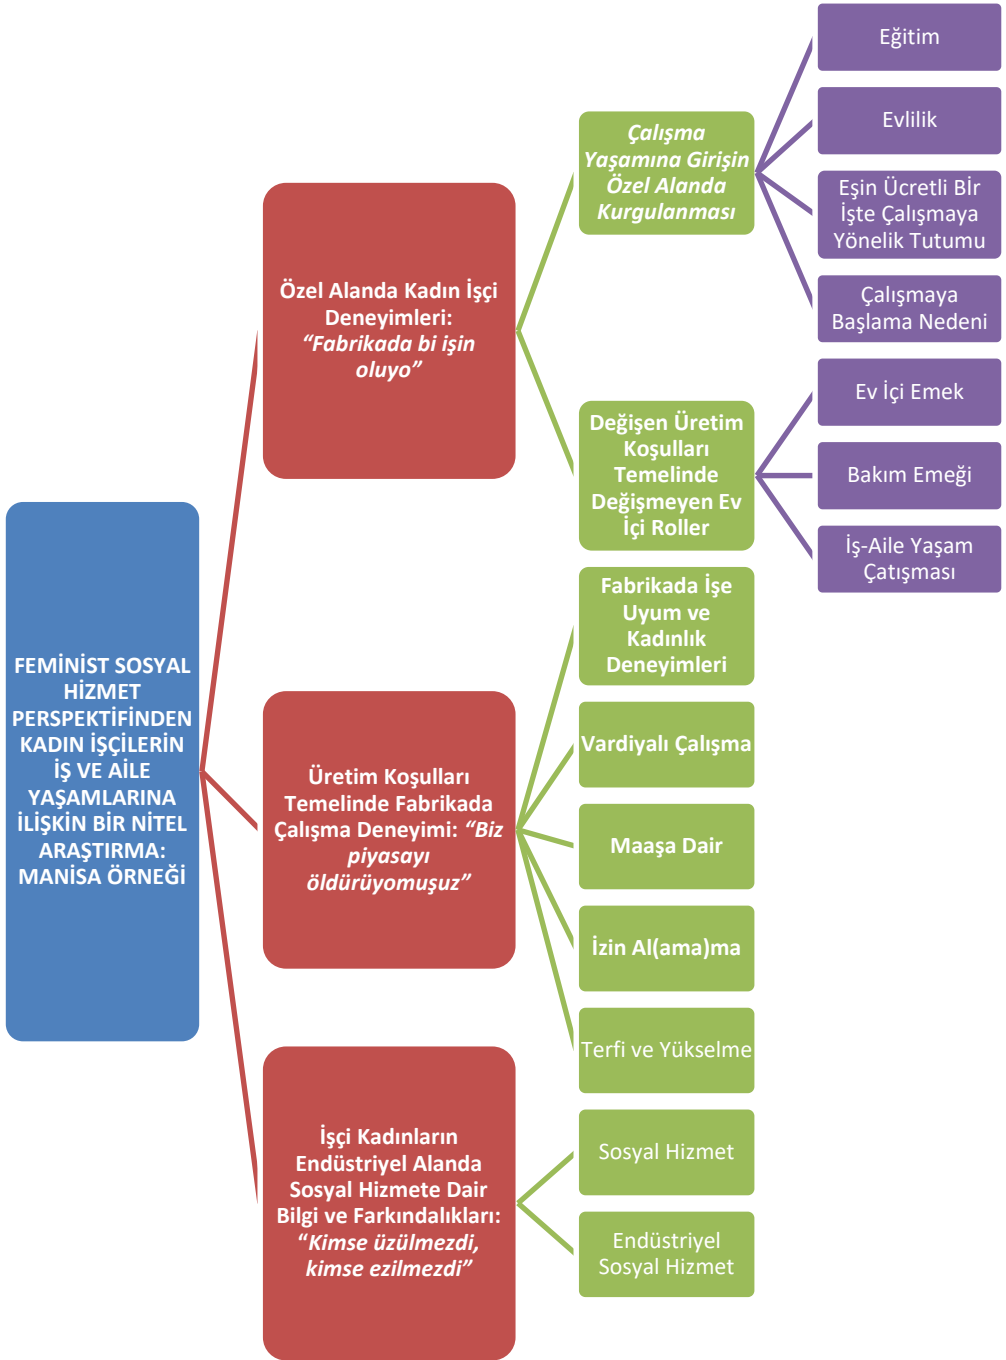 FEMİNİST SOSYAL
HİZMET
PERSPEKTİFİNDEN
KADIN İŞÇİLERİN
İŞ VE AİLE
YAŞAMLARINA
İLİŞKİN BİR NİTEL
ARAŞTIRMA:
MANİSA ÖRNEĞİ
Özel Alanda Kadın İşçi
Deneyimleri:
“Fabrikada bi işin
oluyo”
Çalışma
Yaşamına Girişin
Özel Alanda
Kurgulanması
Eğitim
Evlilik
Eşin Ücretli Bİr
İşte Çalışmaya
Yönelik Tutumu
Çalışmaya
Başlama Nedeni
Değişen Üretim
Koşulları
Temelinde
Değişmeyen Ev
İçi Roller
Ev İçi Emek
Bakım Emeği
İş-Aile Yaşam
Çatışması
Üretim Koşulları
Temelinde Fabrikada
Çalışma Deneyimi: “Biz
piyasayı
öldürüyomuşuz”
Fabrikada İşe
Uyum ve
Kadınlık
Deneyimleri
Vardiyalı Çalışma
Maaşa Dair
İzin Al(ama)ma
Terfi ve Yükselme
İşçi Kadınların
Endüstriyel Alanda
Sosyal Hizmete Dair
Bilgi ve Farkındalıkları:
“Kimse üzülmezdi,
kimse ezilmezdi”
Sosyal Hizmet
Endüstriyel
Sosyal Hizmet